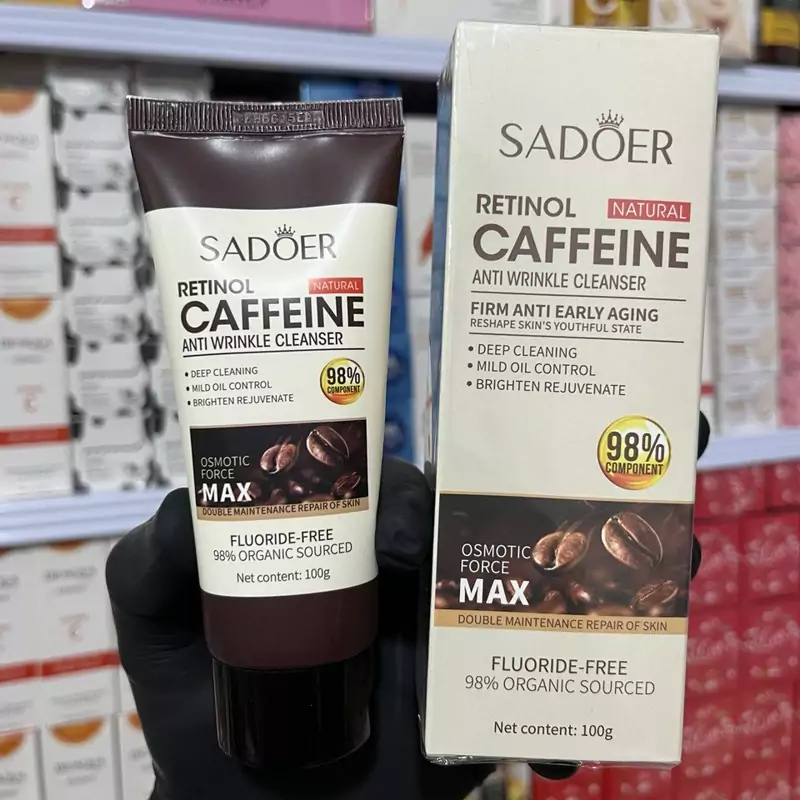 SADOER
RETINOL NATURAL
CAFFEINE
ANTI WRINKLE CLEANSER
• DEEP CLEANING
• MILD OIL CONTROL
• BRIGHTEN REJUVENATE
98%
COMPONENT
OSMOTIC
FORCE
MAX
DOUBLE MAINTENANCE REPAIR OF SKIN
FLUORIDE-FREE
98% ORGANIC SOURCED
Net content: 100g
SADOER
RETINOL NATURAL
CAFFEINE
ANTI WRINKLE CLEANSER
FIRM ANTI EARLY AGING
RESHAPE SKIN'S YOUTHFUL STATE
• DEEP CLEANING
• MILD OIL CONTROL
• BRIGHTEN REJUVENATE
98%
COMPONENT
OSMOTIC
FORCE
MAX
DOUBLE MAINTENANCE REPAIR OF SKIN
FLUORIDE-FREE
98% ORGANIC SOURCED
Net content: 100g